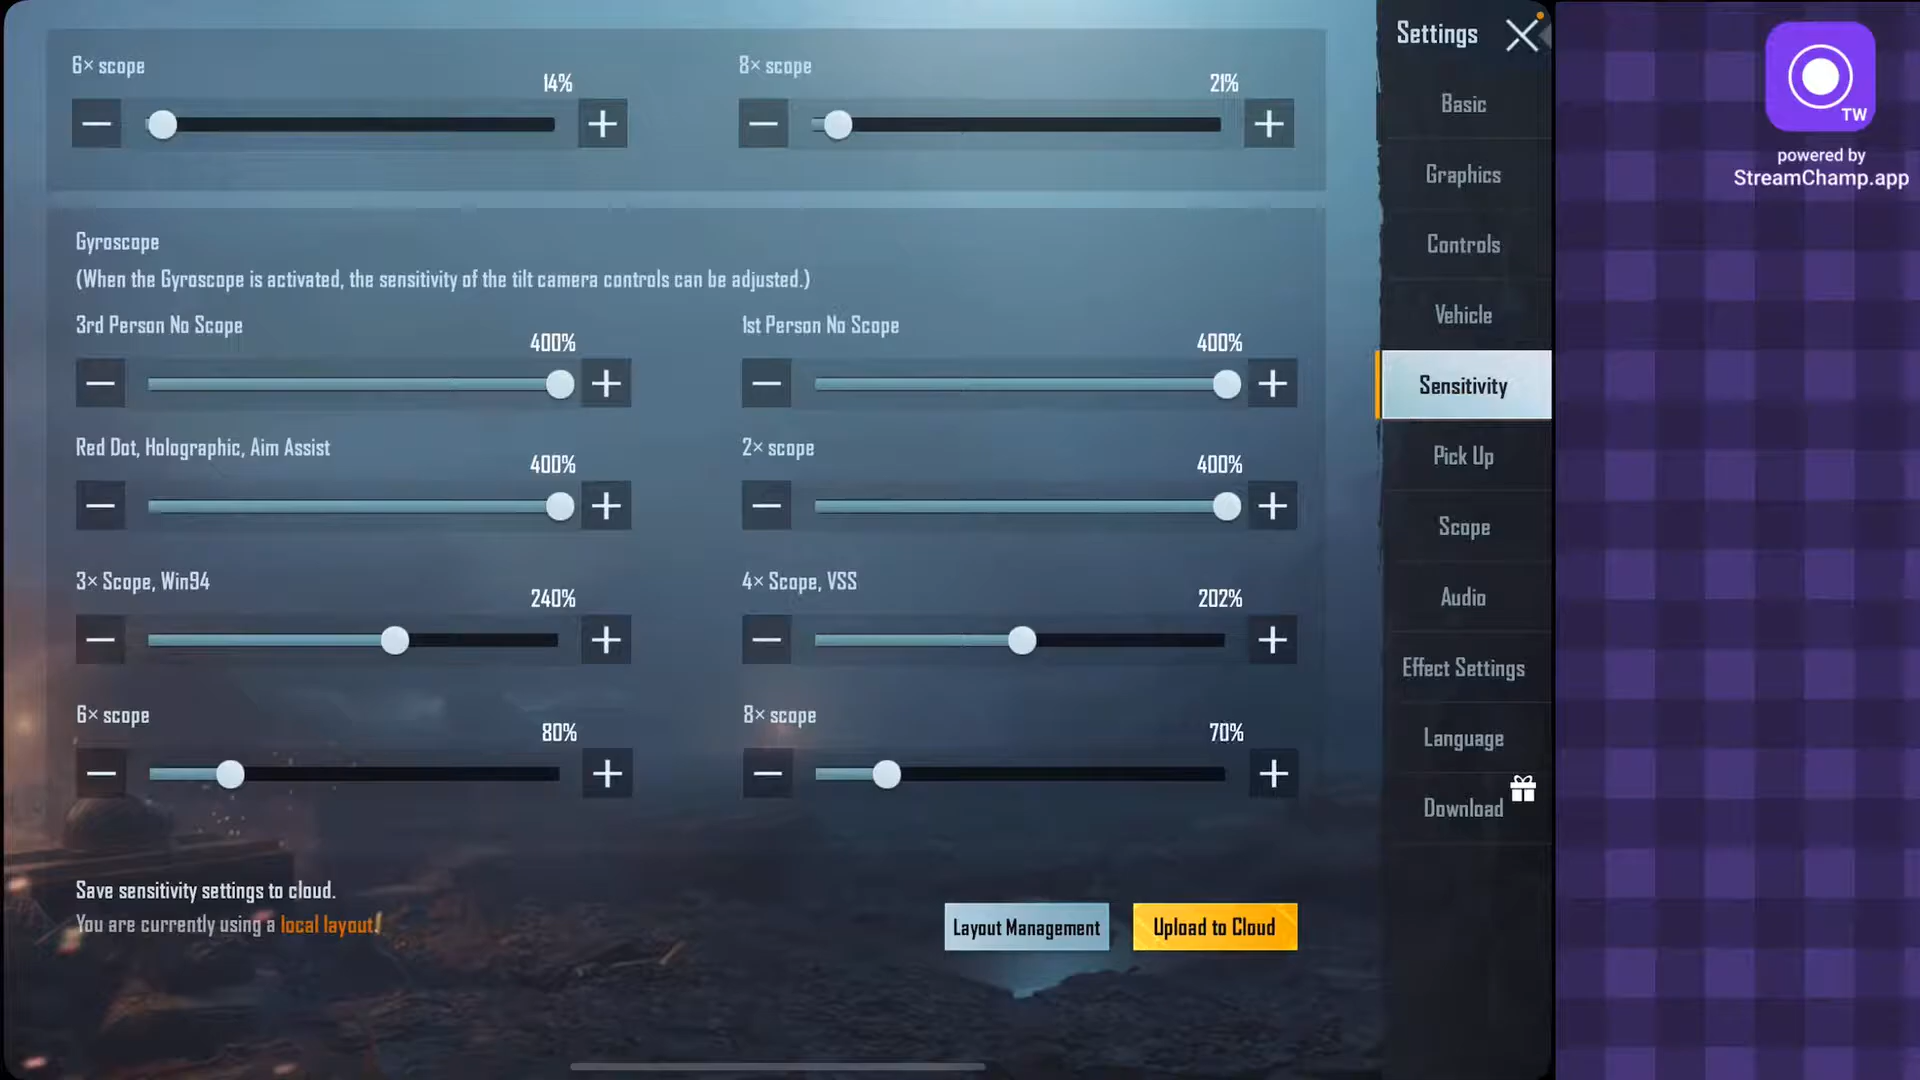 Settings
6× scope
14%
8× scope
21%
Gyroscope
(When the Gyroscope is activated, the sensitivity of the tilt camera controls can be adjusted.)
3rd Person No Scope
400%
1st Person No Scope
400%
Red Dot, Holographic, Aim Assist
400%
2× scope
400%
3× Scope, Win94
240%
4× Scope, VSS
202%
6× scope
80%
8× scope
70%
Save sensitivity settings to cloud.
You are currently using a local layout!
Layout Management
Upload to Cloud
Basic
Graphics
Controls
Vehicle
Sensitivity
Pick Up
Scope
Audio
Effect Settings
Language
Download
TW
powered by
StreamChamp.app